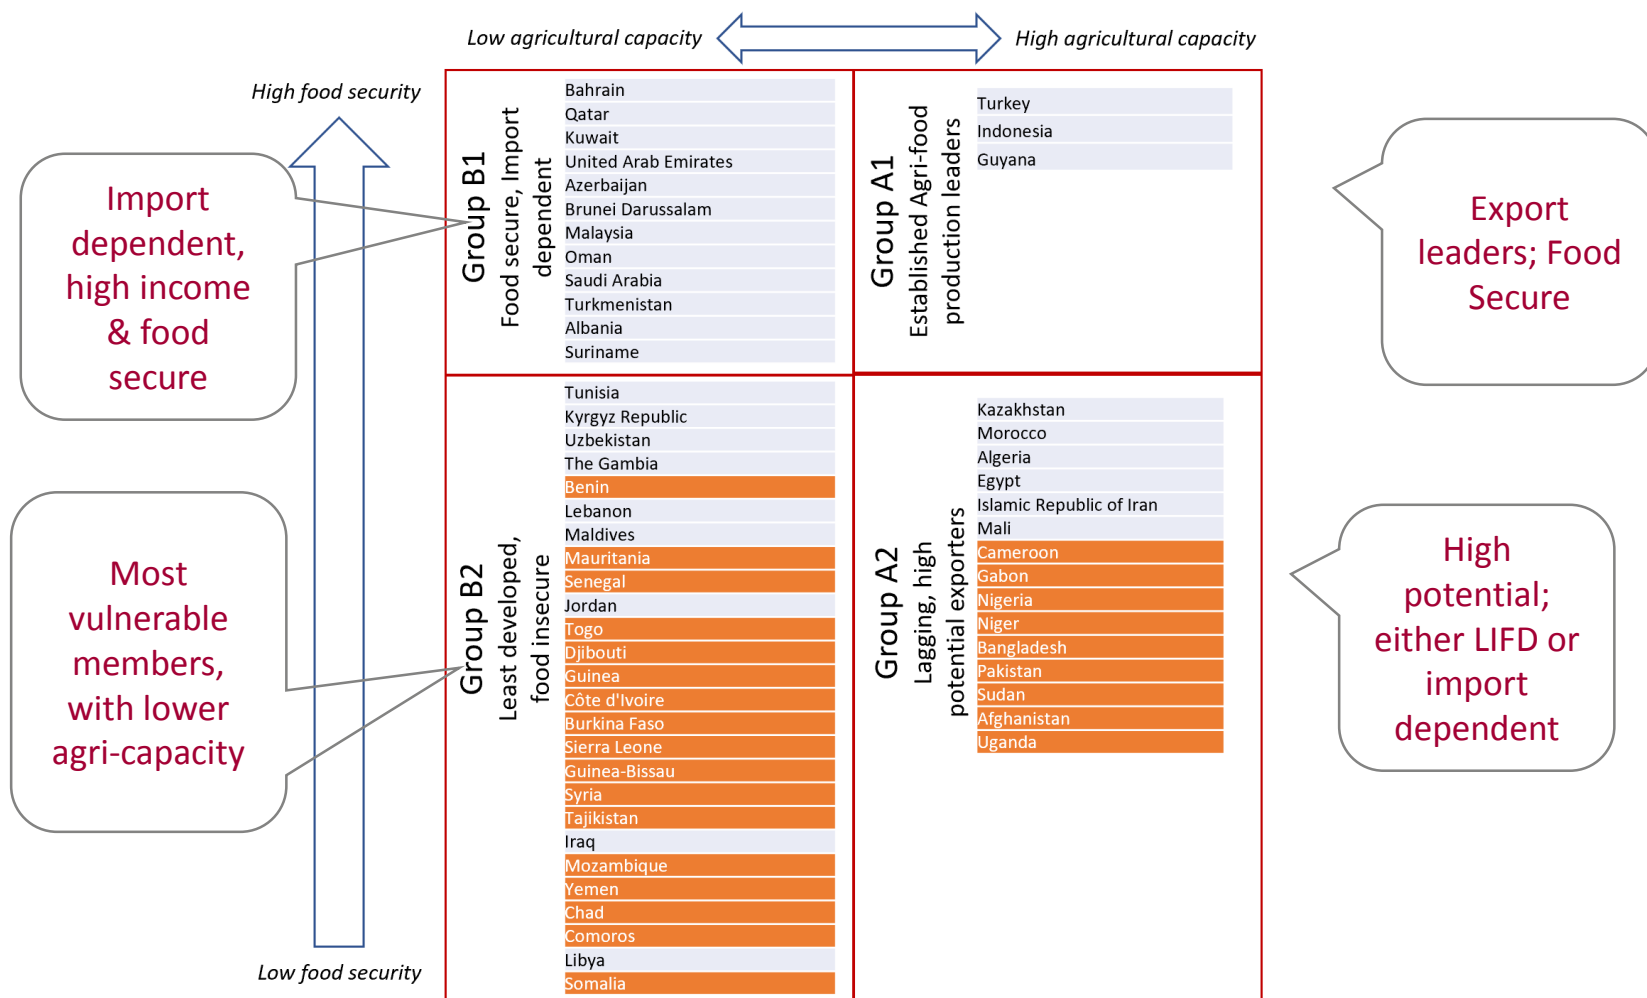 Low agricultural capacity
High agricultural capacity
High food security
Import
dependent,
high income
& food
secure
Group B1
Food secure, Import
dependent
Bahrain
Qatar
Kuwait
United Arab Emirates
Azerbaijan
Brunei Darussalam
Malaysia
Oman
Saudi Arabia
Turkmenistan
Albania
Suriname
Group A1
Established Agri-food
production leaders
Turkey
Indonesia
Guyana
Export
leaders; Food
Secure
Most
vulnerable
members,
with lower
agri-capacity
Group B2
Least developed,
food insecure
Tunisia
Kyrgyz Republic
Uzbekistan
The Gambia
Benin
Lebanon
Maldives
Mauritania
Senegal
Jordan
Togo
Djibouti
Guinea
Côte d'Ivoire
Burkina Faso
Sierra Leone
Guinea-Bissau
Syria
Tajikistan
Iraq
Mozambique
Yemen
Chad
Comoros
Libya
Somalia
Group A2
Lagging, high
potential exporters
Kazakhstan
Morocco
Algeria
Egypt
Islamic Republic of Iran
Mali
Cameroon
Gabon
Nigeria
Niger
Bangladesh
Pakistan
Sudan
Afghanistan
Uganda
High
potential;
either LIFD or
import
dependent
Low food security